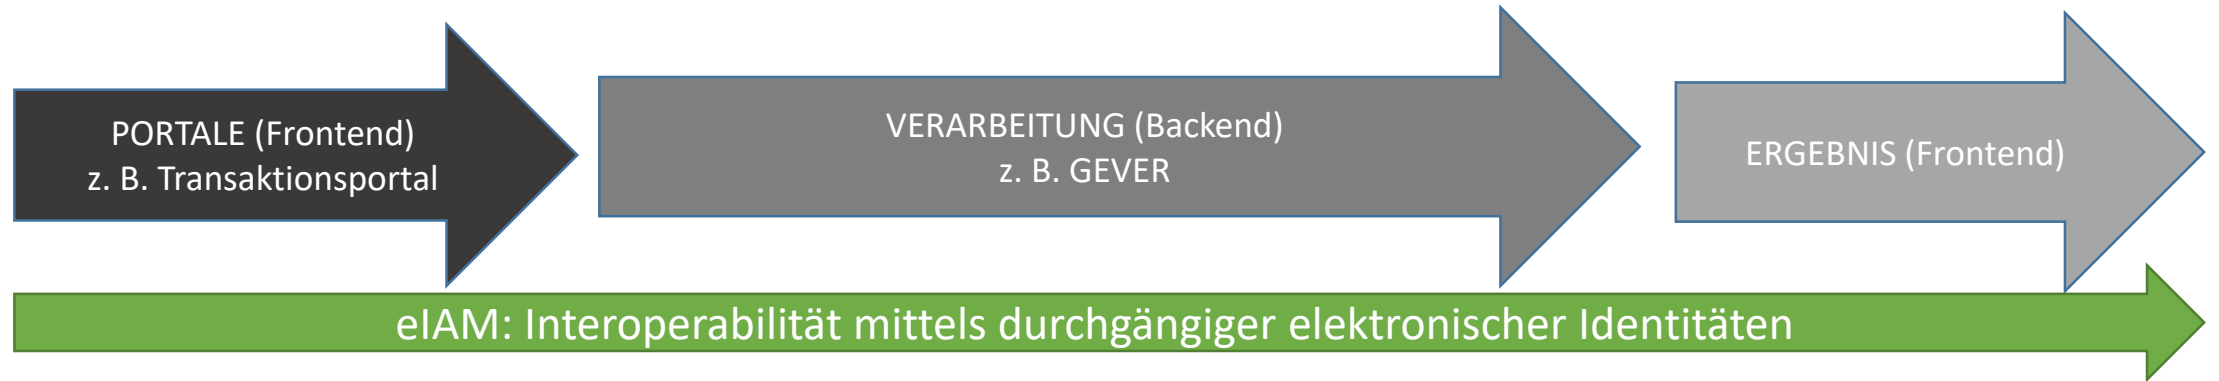 PORTALE (Frontend)
z. B. Transaktionsportal
VERARBEITUNG (Backend)
z. B. GEVER
ERGEBNIS (Frontend)
eIAM: Interoperabilität mittels durchgängiger elektronischer Identitäten